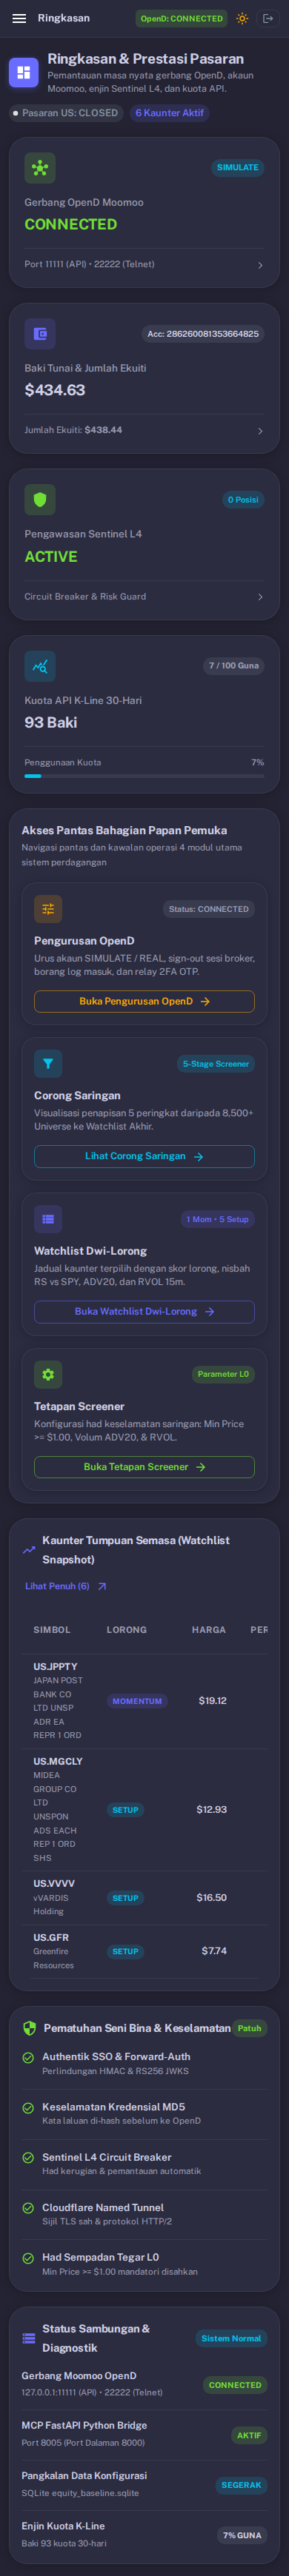 Ringkasan
OpenD: CONNECTED
Ringkasan & Prestasi Pasaran
Pemantauan masa nyata gerbang OpenD, akaun
Moomoo, enjin Sentinel L4, dan kuota API.
Pasaran US: CLOSED
6 Kaunter Aktif
SIMULATE
Gerbang OpenD Moomoo
CONNECTED
Port 11111 (API) • 22222 (Telnet)
Acc: 286260081353664825
Baki Tunai & Jumlah Ekuiti
$434.63
Jumlah Ekuiti: $438.44
0 Posisi
Pengawasan Sentinel L4
ACTIVE
Circuit Breaker & Risk Guard
7 / 100 Guna
Kuota API K-Line 30-Hari
93 Baki
Penggunaan Kuota 7%
Akses Pantas Bahagian Papan Pemuka
Navigasi pantas dan kawalan operasi 4 modul utama
sistem perdagangan
Status: CONNECTED
Pengurusan OpenD
Urus akaun SIMULATE / REAL, sign-out sesi broker,
borang log masuk, dan relay 2FA OTP.
Buka Pengurusan OpenD
5-Stage Screener
Corong Saringan
Visualisasi penapisan 5 peringkat daripada 8,500+
Universe ke Watchlist Akhir.
Lihat Corong Saringan
1 Mom • 5 Setup
Watchlist Dwi-Lorong
Jadual kaunter terpilih dengan skor lorong, nisbah
RS vs SPY, ADV20, dan RVOL 15m.
Buka Watchlist Dwi-Lorong
Parameter L0
Tetapan Screener
Konfigurasi had keselamatan saringan: Min Price
>= $1.00, Volum ADV20, & RVOL.
Buka Tetapan Screener
Kaunter Tumpuan Semasa (Watchlist
Snapshot)
Lihat Penuh (6)
SIMBOL LORONG HARGA PER
US.JPPTY
JAPAN POST
BANK CO
LTD UNSP
ADR EA
REPR 1 ORD
MOMENTUM
$19.12
US.MGCLY
MIDEA
GROUP CO
LTD
UNSPON
ADS EACH
REP 1 ORD
SHS
SETUP
$12.93
US.VVVV
vVARDIS
Holding
SETUP
$16.50
US.GFR
Greenfire
Resources
SETUP
$7.74
Pematuhan Seni Bina & Keselamatan
Patuh
Authentik SSO & Forward-Auth
Perlindungan HMAC & RS256 JWKS
Keselamatan Kredensial MD5
Kata laluan di-hash sebelum ke OpenD
Sentinel L4 Circuit Breaker
Had kerugian & pemantauan automatik
Cloudflare Named Tunnel
Sijil TLS sah & protokol HTTP/2
Had Sempadan Tegar L0
Min Price >= $1.00 mandatori disahkan
Status Sambungan &
Diagnostik
Sistem Normal
Gerbang Moomoo OpenD
127.0.0.1:11111 (API) • 22222 (Telnet)
CONNECTED
MCP FastAPI Python Bridge
Port 8005 (Port Dalaman 8000)
AKTIF
Pangkalan Data Konfigurasi
SQLite equity_baseline.sqlite
SEGERAK
Enjin Kuota K-Line
Baki 93 kuota 30-hari
7% GUNA